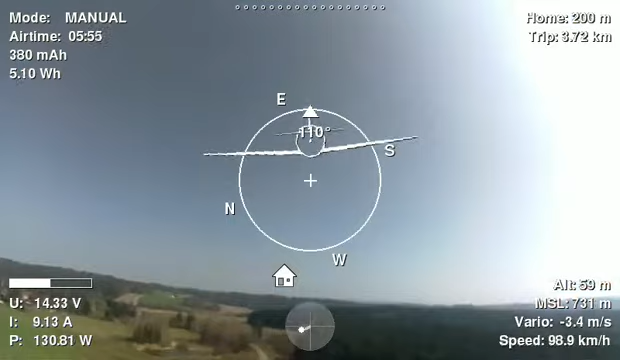 Mode: MANUAL
Airtime: 05:55
380 mAh
5.10 Wh
Home: 200 m
Trip: 3.72 km
E
110°
S
N
W
U: 14.33 V
I: 9.13 A
P: 130.81 W
Alt: 59 m
MSL: 731 m
Vario: -3.4 m/s
Speed: 98.9 km/h